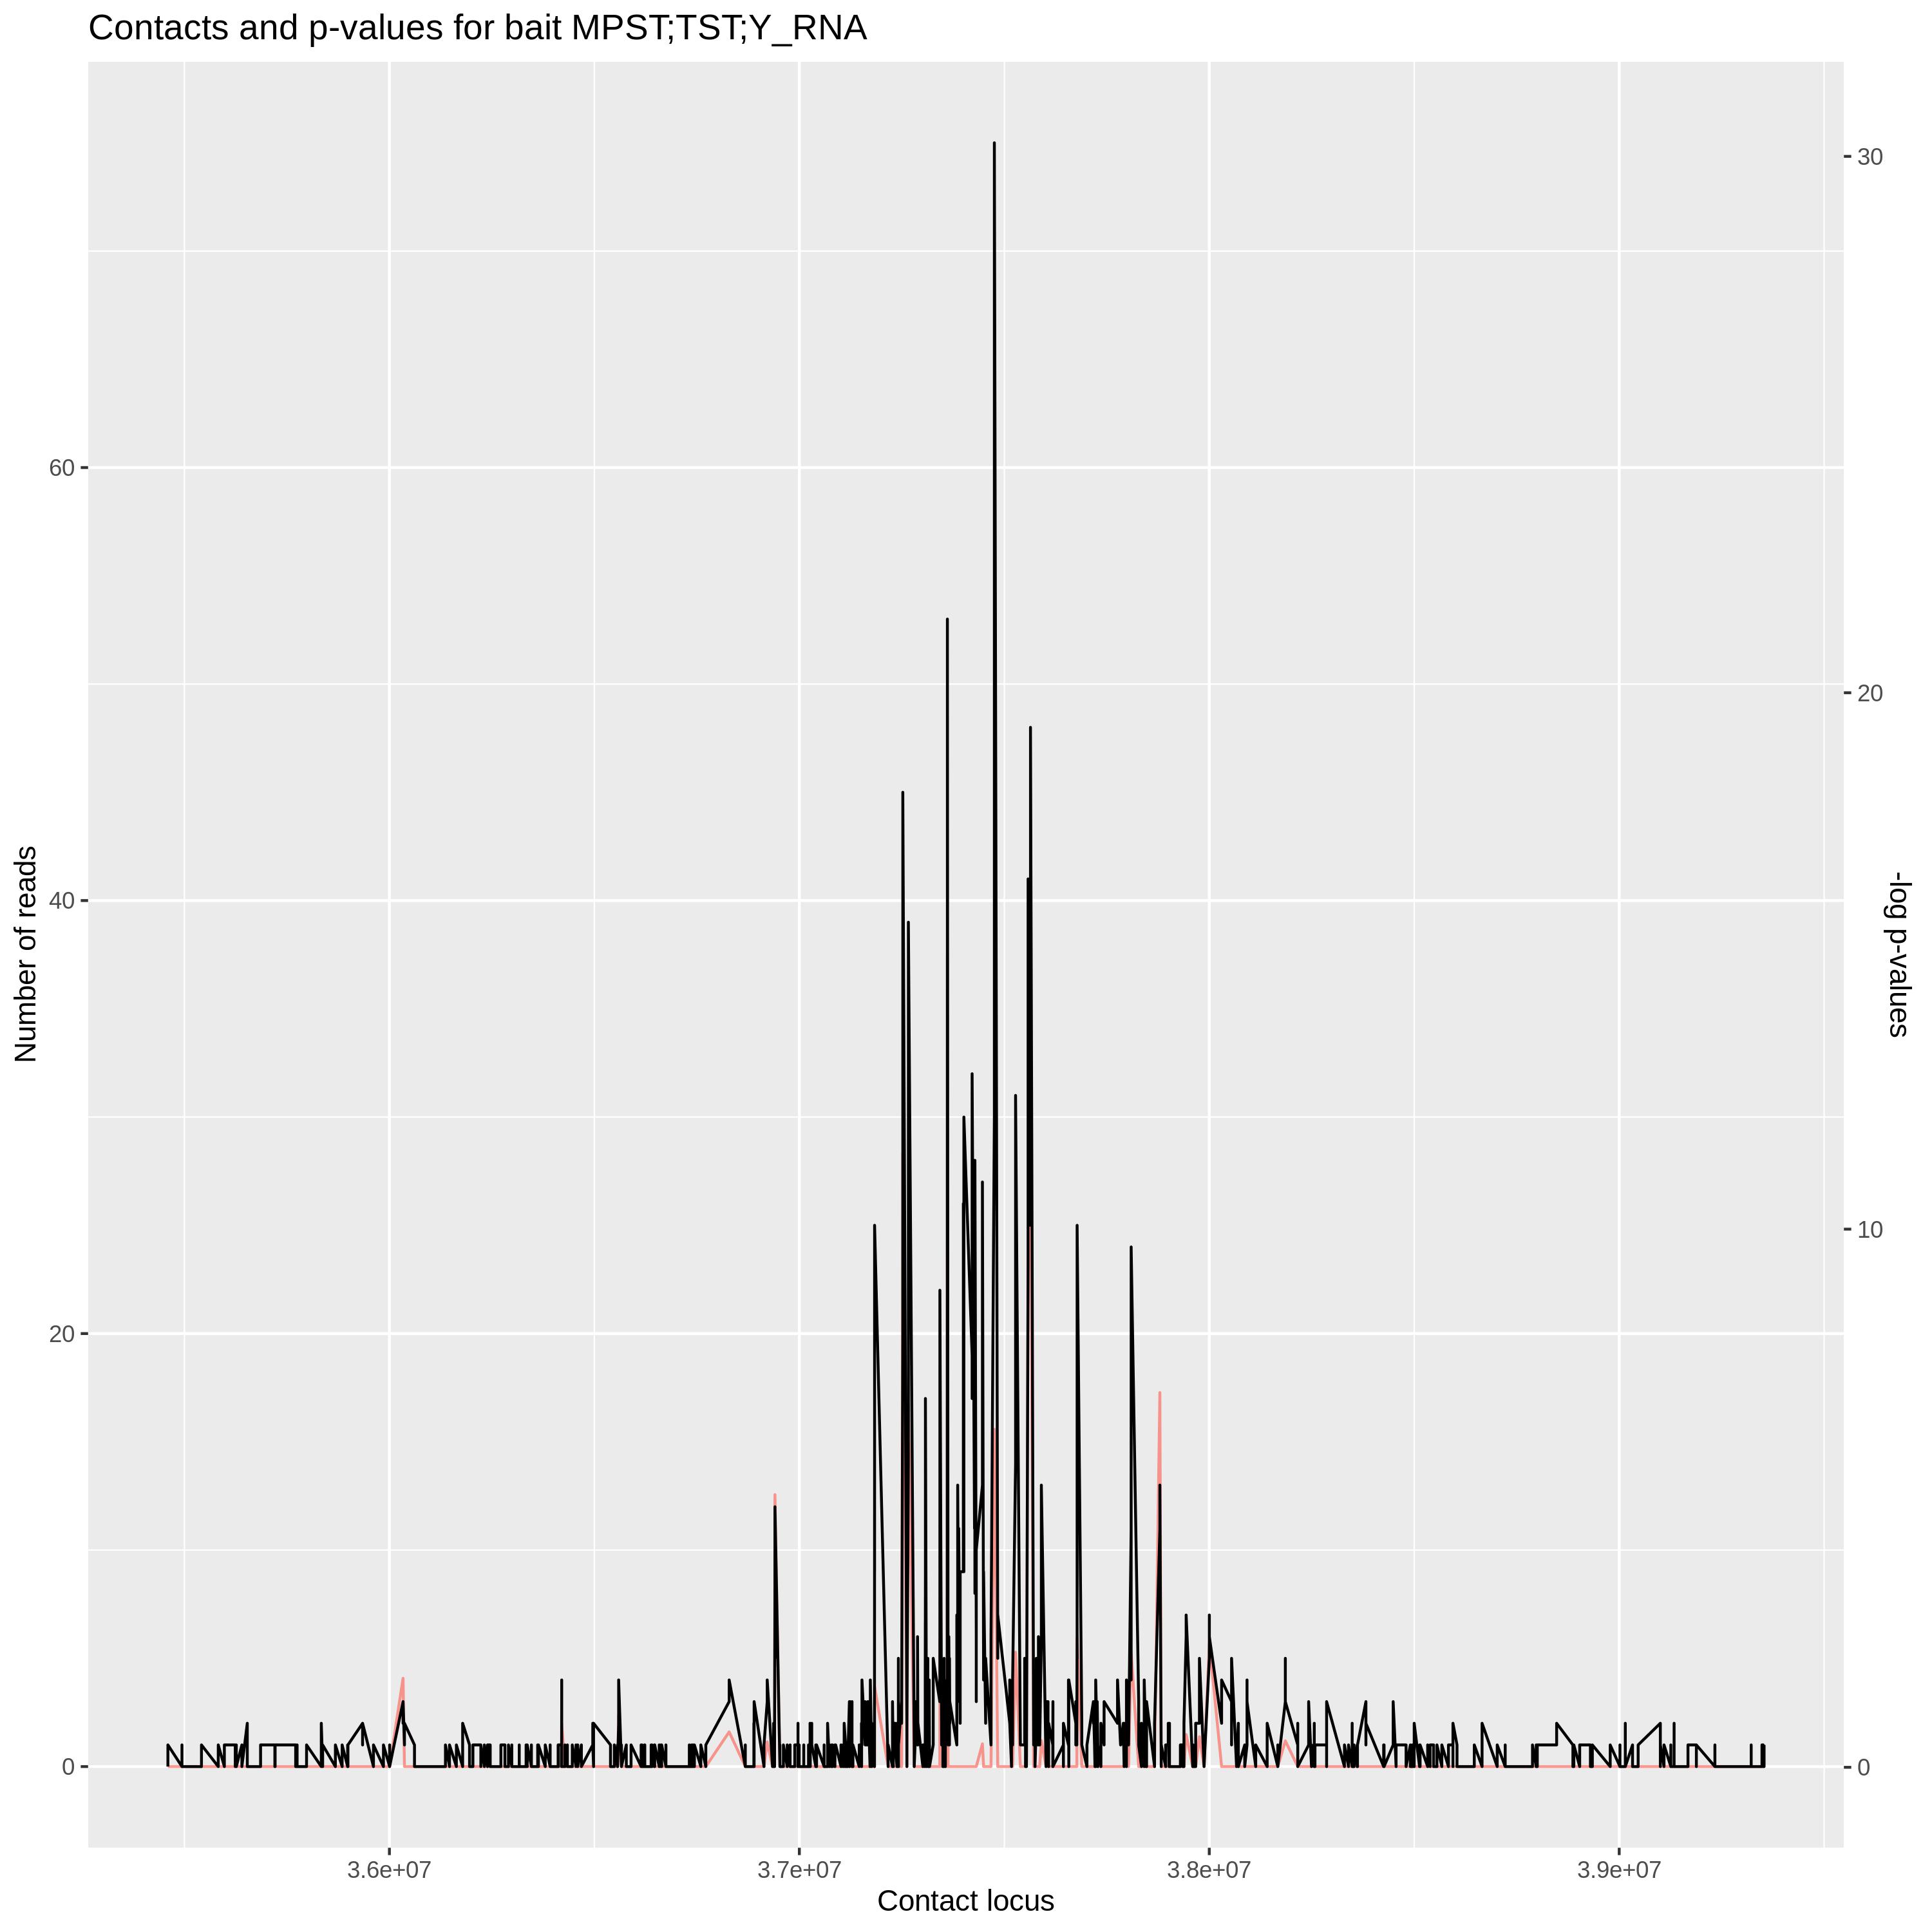 Contacts and p-values for bait MPST;TST;Y_RNA
30
60
20
40
Number of reads
-log p-values
10
20
0
0
3.6e+07
3.7e+07
3.8e+07
3.9e+07
Contact locus